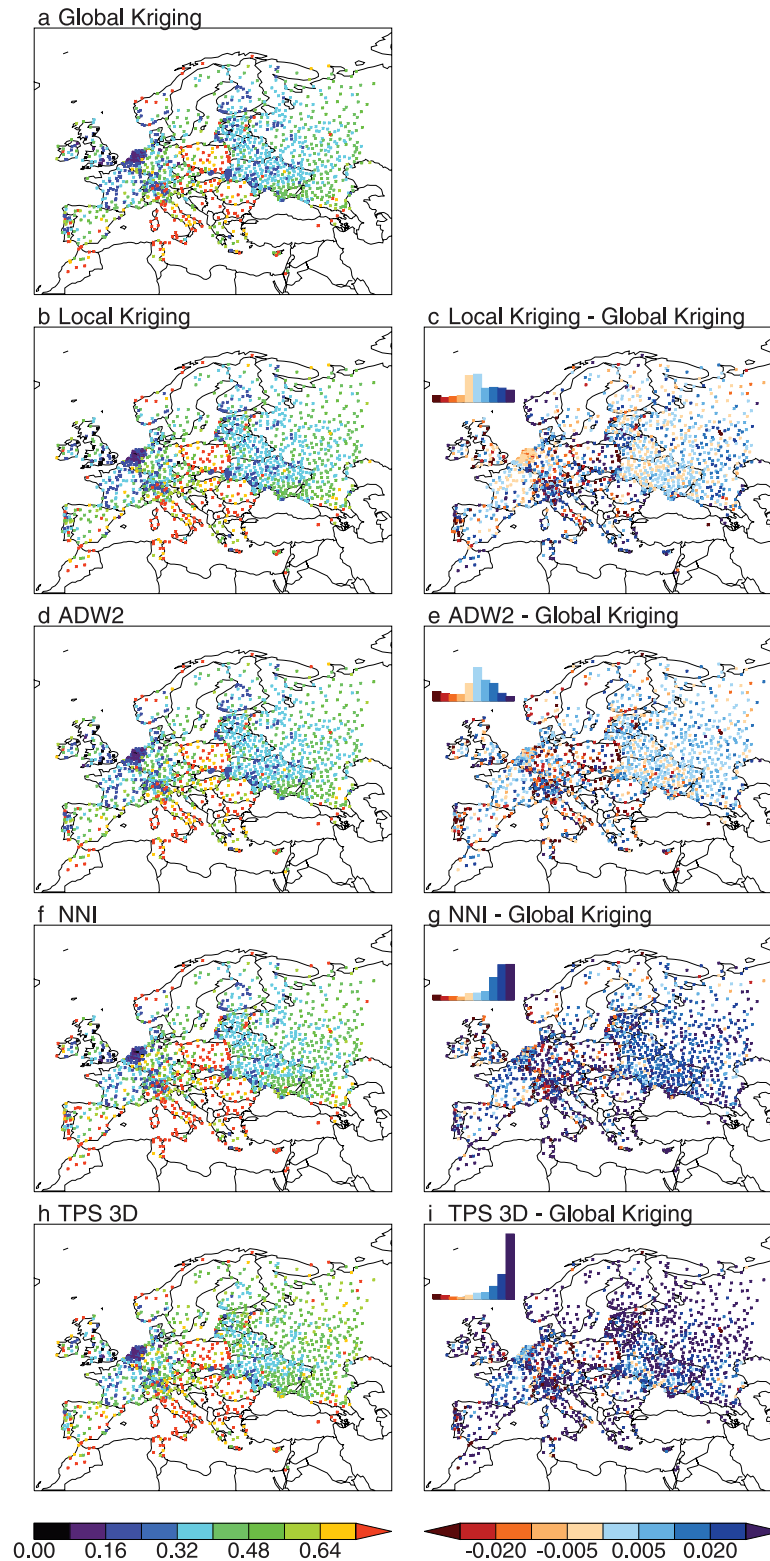 a Global Kriging
b Local Kriging
c Local Kriging - Global Kriging
d ADW2
e ADW2 - Global Kriging
f NNI
g NNI - Global Kriging
h TPS 3D
i TPS 3D - Global Kriging
0.00 0.16 0.32 0.48 0.64
-0.020 -0.005 0.005 0.020